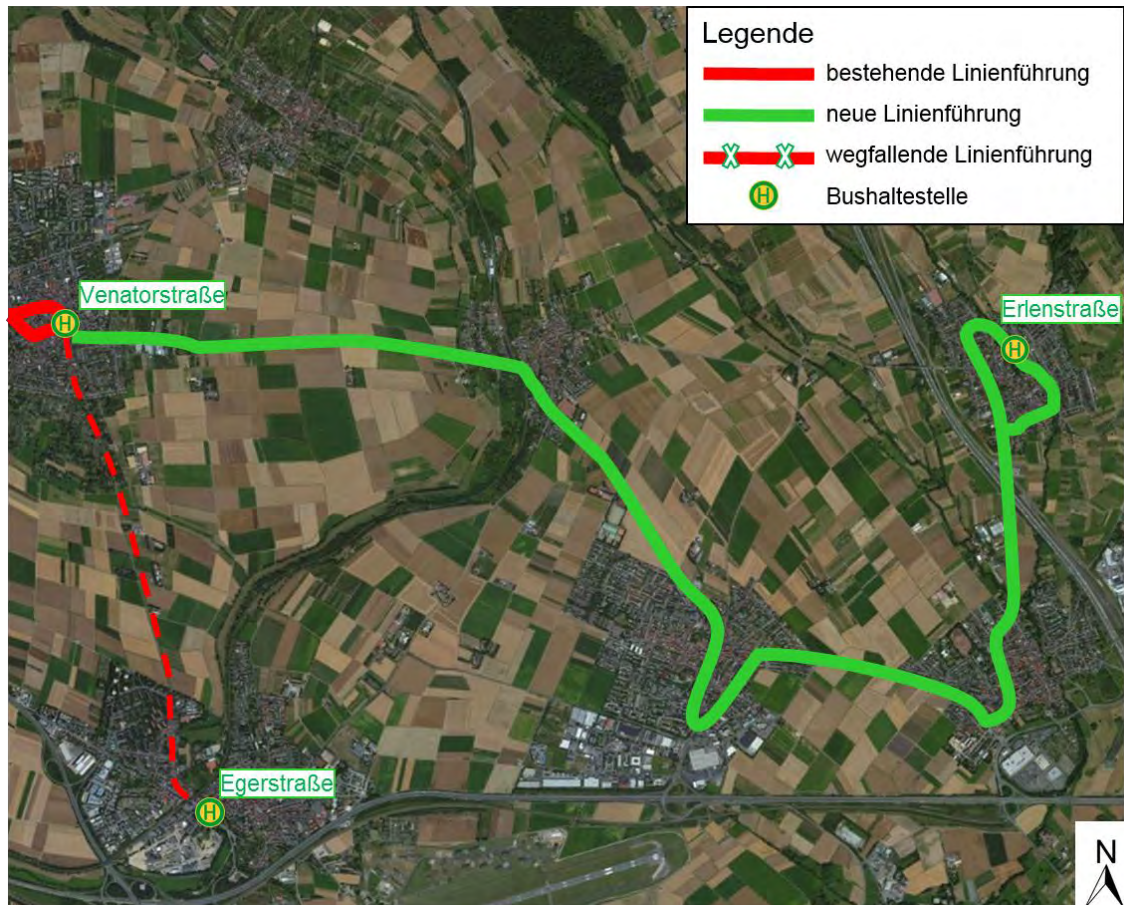 Legende
bestehende Linienführung
neue Linienführung
wegfallende Linienführung
H Bushaltestelle
Venatorstraße
H
Erlenstraße
H
Egerstraße
H
N